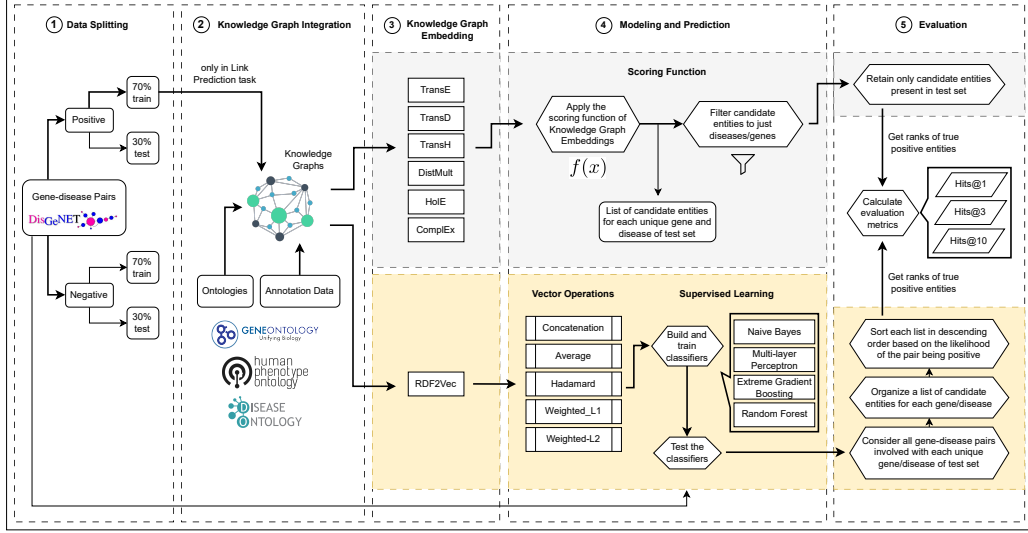 1 Data Splitting
2 Knowledge Graph Integration
3 Knowledge Graph
Embedding
4 Modeling and Prediction
5 Evaluation
70%
train
Positive
30%
test
Gene-disease Pairs
DisGeNET
70%
train
Negative
30%
test
only in Link
Prediction task
Knowledge
Graphs
Ontologies
Annotation Data
GENEONTOLOGY
Unifying Biology
human
phenotype
ontology
DISEASE
ONTOLOGY
TransE
TransD
TransH
DistMult
HolE
ComplEx
RDF2Vec
Scoring Function
Apply the
scoring function of
Knowledge Graph
Embeddings
f(x)
Filter candidate
entities to just
diseases/genes
List of candidate entities
for each unique gene and
disease of test set
Vector Operations
Concatenation
Average
Hadamard
Weighted_L1
Weighted-L2
Supervised Learning
Build and
train
classifiers
Naive Bayes
Multi-layer
Perceptron
Extreme Gradient
Boosting
Random Forest
Test the
classifiers
Retain only candidate entities
present in test set
Get ranks of true
positive entities
Calculate
evaluation
metrics
Hits@1
Hits@3
Hits@10
Get ranks of true
positive entities
Sort each list in descending
order based on the likelihood
of the pair being positive
Organize a list of candidate
entities for each gene/disease
Consider all gene-disease pairs
involved with each unique
gene/disease of test set